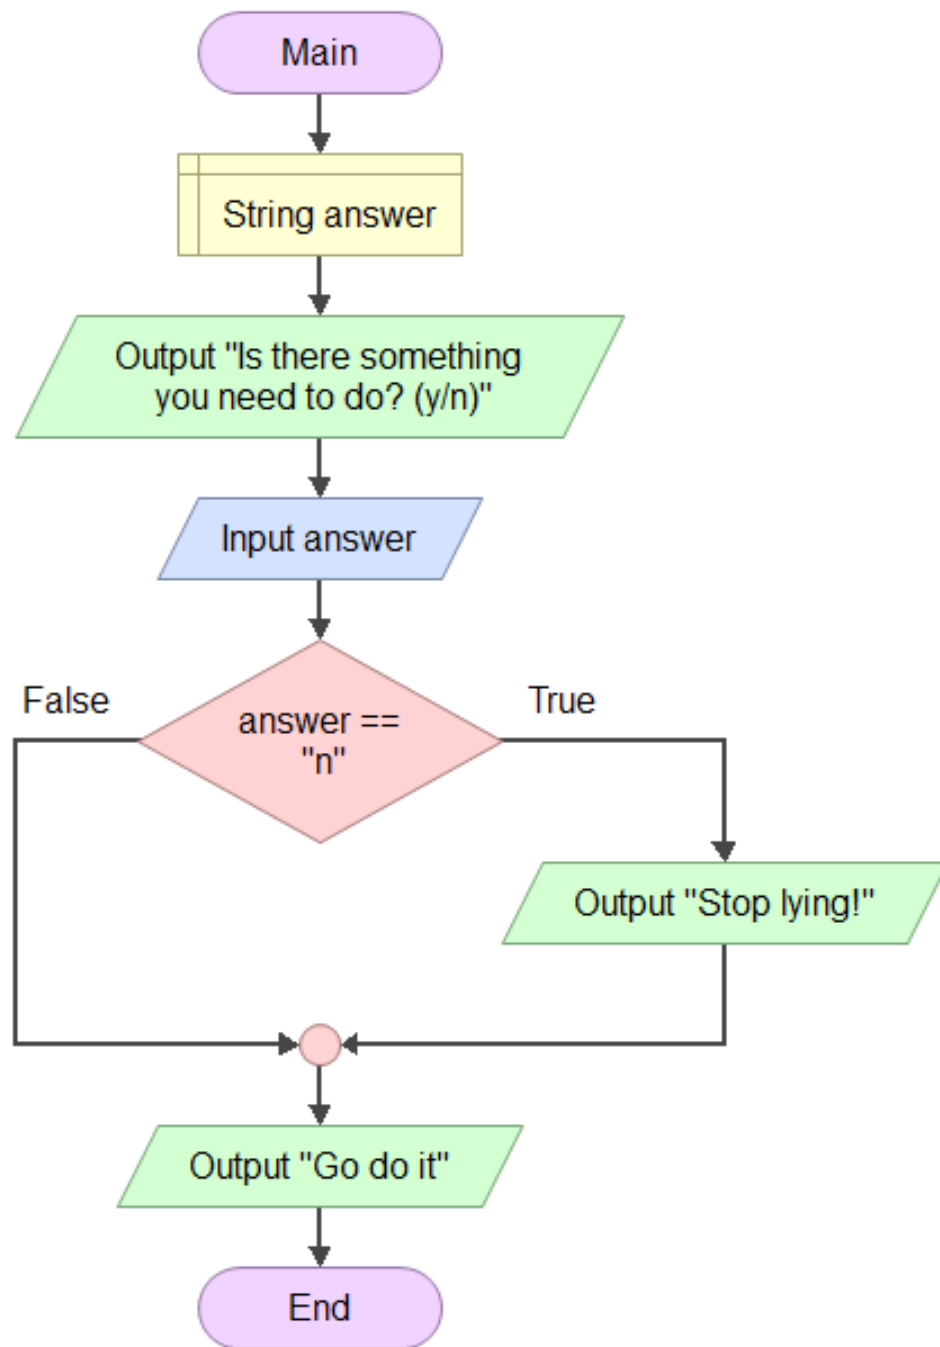 Main
String answer
Output "Is there something
you need to do? (y/n)"
Input answer
False
True
answer ==
"n"
Output "Stop lying!"
Output "Go do it"
End